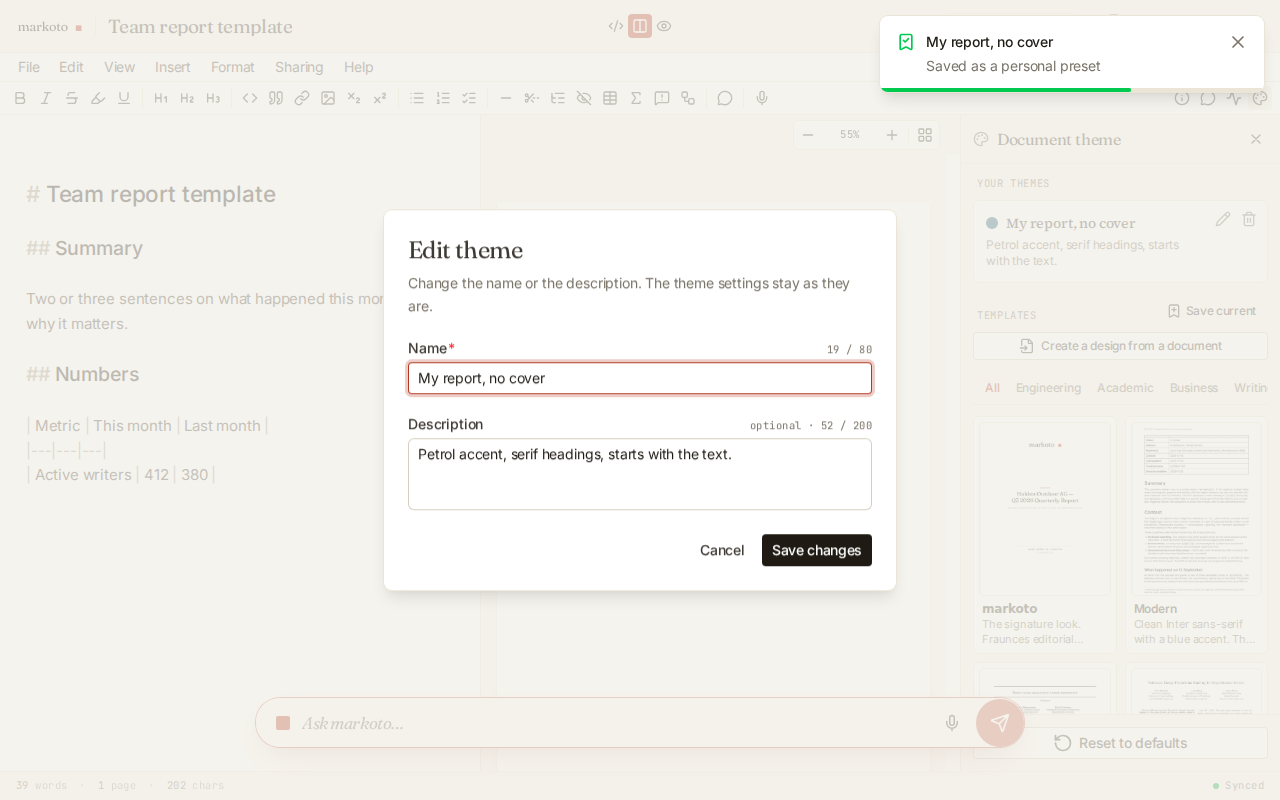 markoto
Team report template
My report, no cover
Saved as a personal preset
File Edit View Insert Format Sharing Help
H1 H2 H3
55%
# Team report template
## Summary
Two or three sentences on what happened this mon
why it matters.
## Numbers
| Metric | This month | Last month |
|---|---|---|
| Active writers | 412 | 380 |
Edit theme
Change the name or the description. The theme settings stay as they
are.
Name*
19 / 80
My report, no cover
Description
optional · 52 / 200
Petrol accent, serif headings, starts with the text.
Cancel
Save changes
Document theme
YOUR THEMES
My report, no cover
Petrol accent, serif headings, starts
with the text.
TEMPLATES
Save current
Create a design from a document
All Engineering Academic Business Writin
markoto
The signature look.
Fraunces editorial...
Modern
Clean Inter sans-serif
with a blue accent. Th...
Reset to defaults
Ask markoto...
39 words · 1 page · 202 chars
Synced